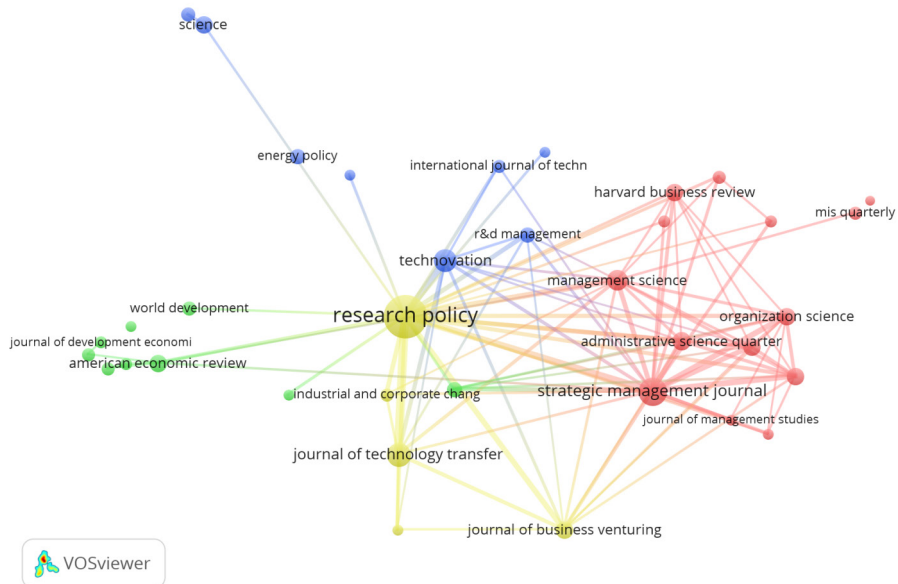 science
energy policy
international journal of techn
harvard business review
mis quarterly
r&d management
technovation
management science
world development
research policy
organization science
journal of development economi
administrative science quarter
american economic review
industrial and corporate chang
strategic management journal
journal of management studies
journal of technology transfer
journal of business venturing
VOSviewer